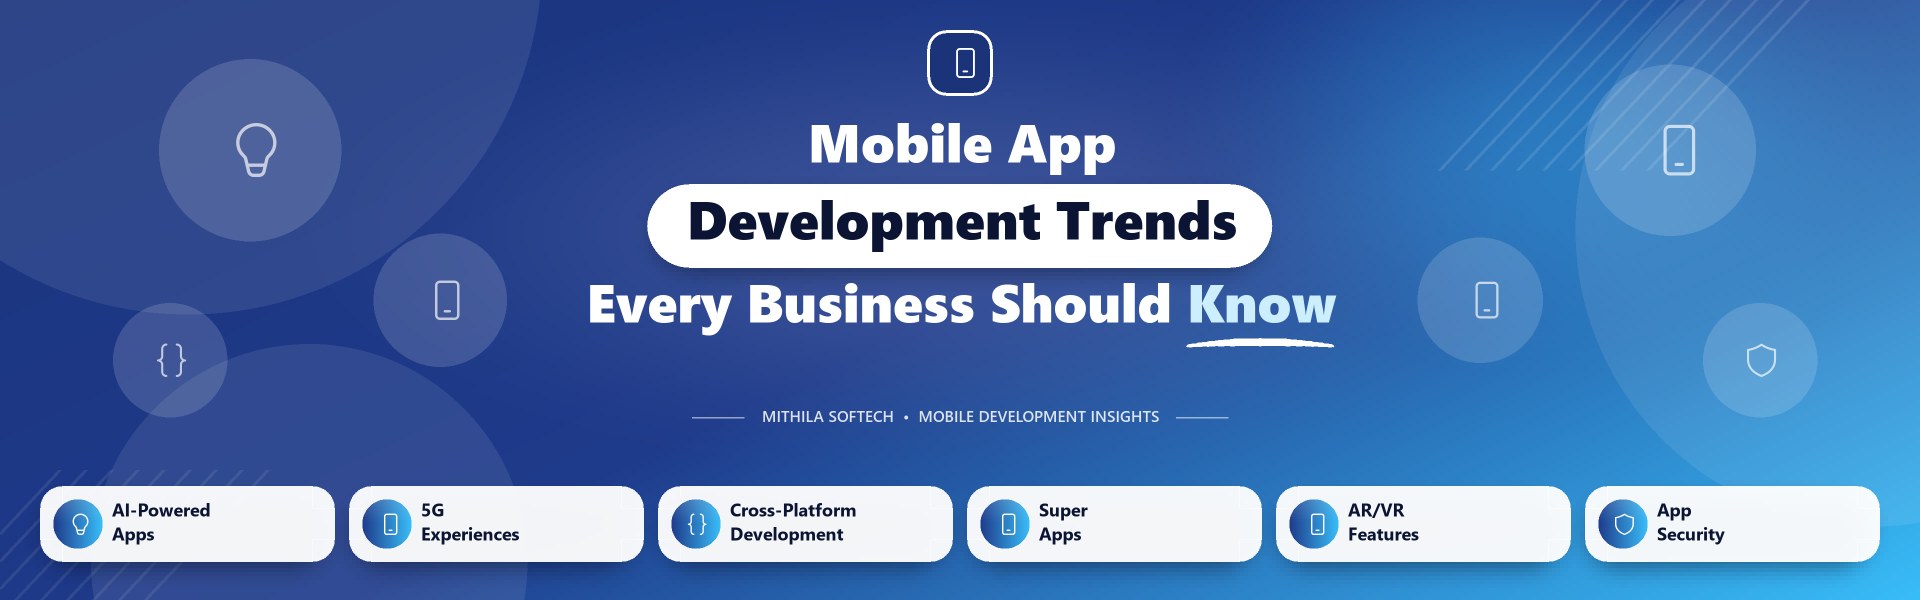 Mobile App
Development Trends
Every Business Should Know
MITHILA SOFTECH • MOBILE DEVELOPMENT INSIGHTS
AI-Powered
Apps
5G
Experiences
Cross-Platform
Development
Super
Apps
AR/VR
Features
App
Security